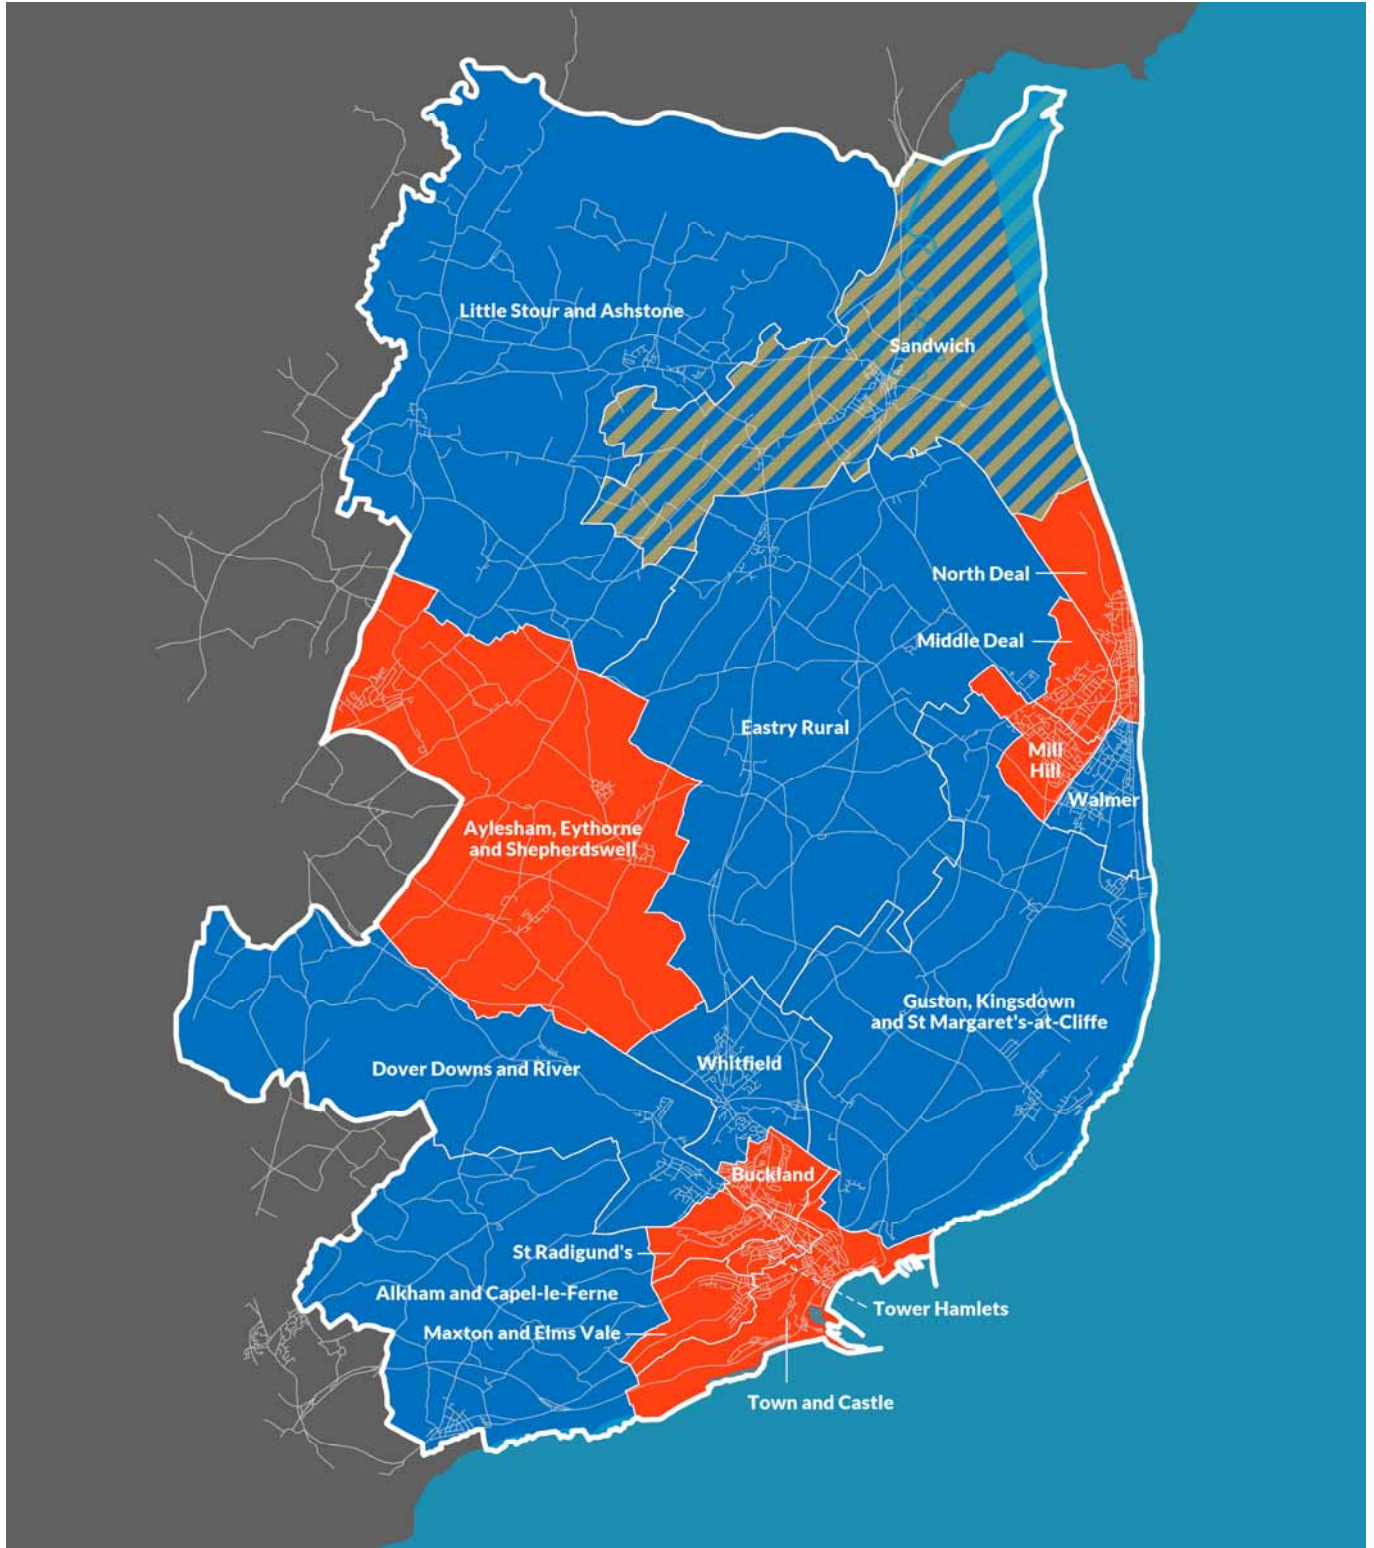 Little Stour and Ashstone
Sandwich
North Deal
Middle Deal
Eastry Rural
Mill
Hill
Walmer
Aylesham, Eythorne
and Shepherdswell
Guston, Kingsdown
and St Margaret's-at-Cliffe
Whitfield
Dover Downs and River
Buckland
St Radigund's
Alkham and Capel-le-Ferne
Tower Hamlets
Maxton and Elms Vale
Town and Castle